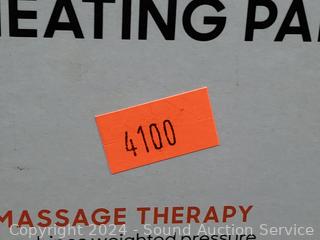 HEATING PA
4100
MASSAGE THERAPY
weighted pressure
Copyright 2024 - Sound Auction Service